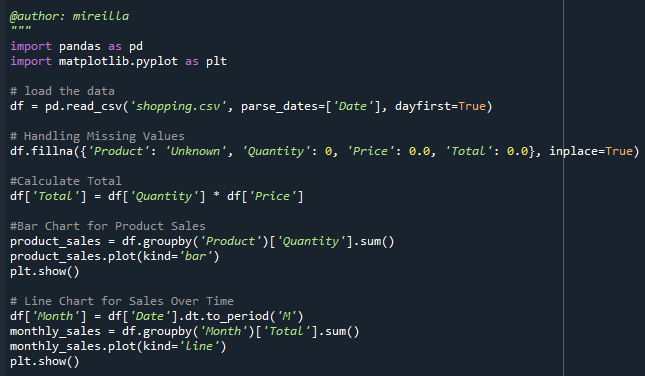 @author: mireilla
"""
import pandas as pd
import matplotlib.pyplot as plt
# load the data
df = pd.read_csv('shopping.csv', parse_dates=['Date'], dayfirst=True)
# Handling Missing Values
df.fillna({'Product': 'Unknown', 'Quantity': 0, 'Price': 0.0, 'Total': 0.0}, inplace=True)
#Calculate Total
df['Total'] = df['Quantity'] * df['Price']
#Bar Chart for Product Sales
product_sales = df.groupby('Product')['Quantity'].sum()
product_sales.plot(kind='bar')
plt.show()
# Line Chart for Sales Over Time
df['Month'] = df['Date'].dt.to_period('M')
monthly_sales = df.groupby('Month')['Total'].sum()
monthly_sales.plot(kind='line')
plt.show()